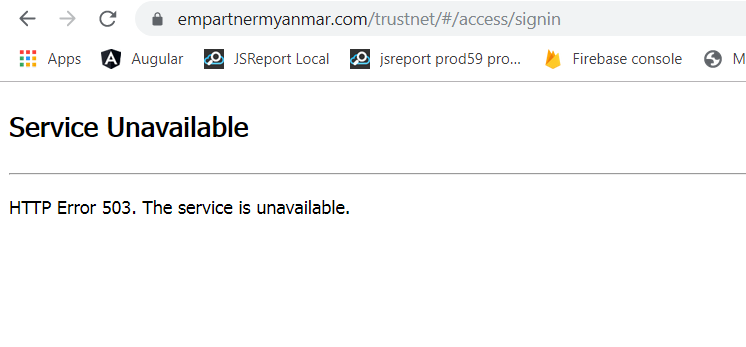 empartnermyanmar.com/trustnet/#/access/signin
Apps Angular JSReport Local jsreport prod59 pro... Firebase console M
Service Unavailable
HTTP Error 503. The service is unavailable.